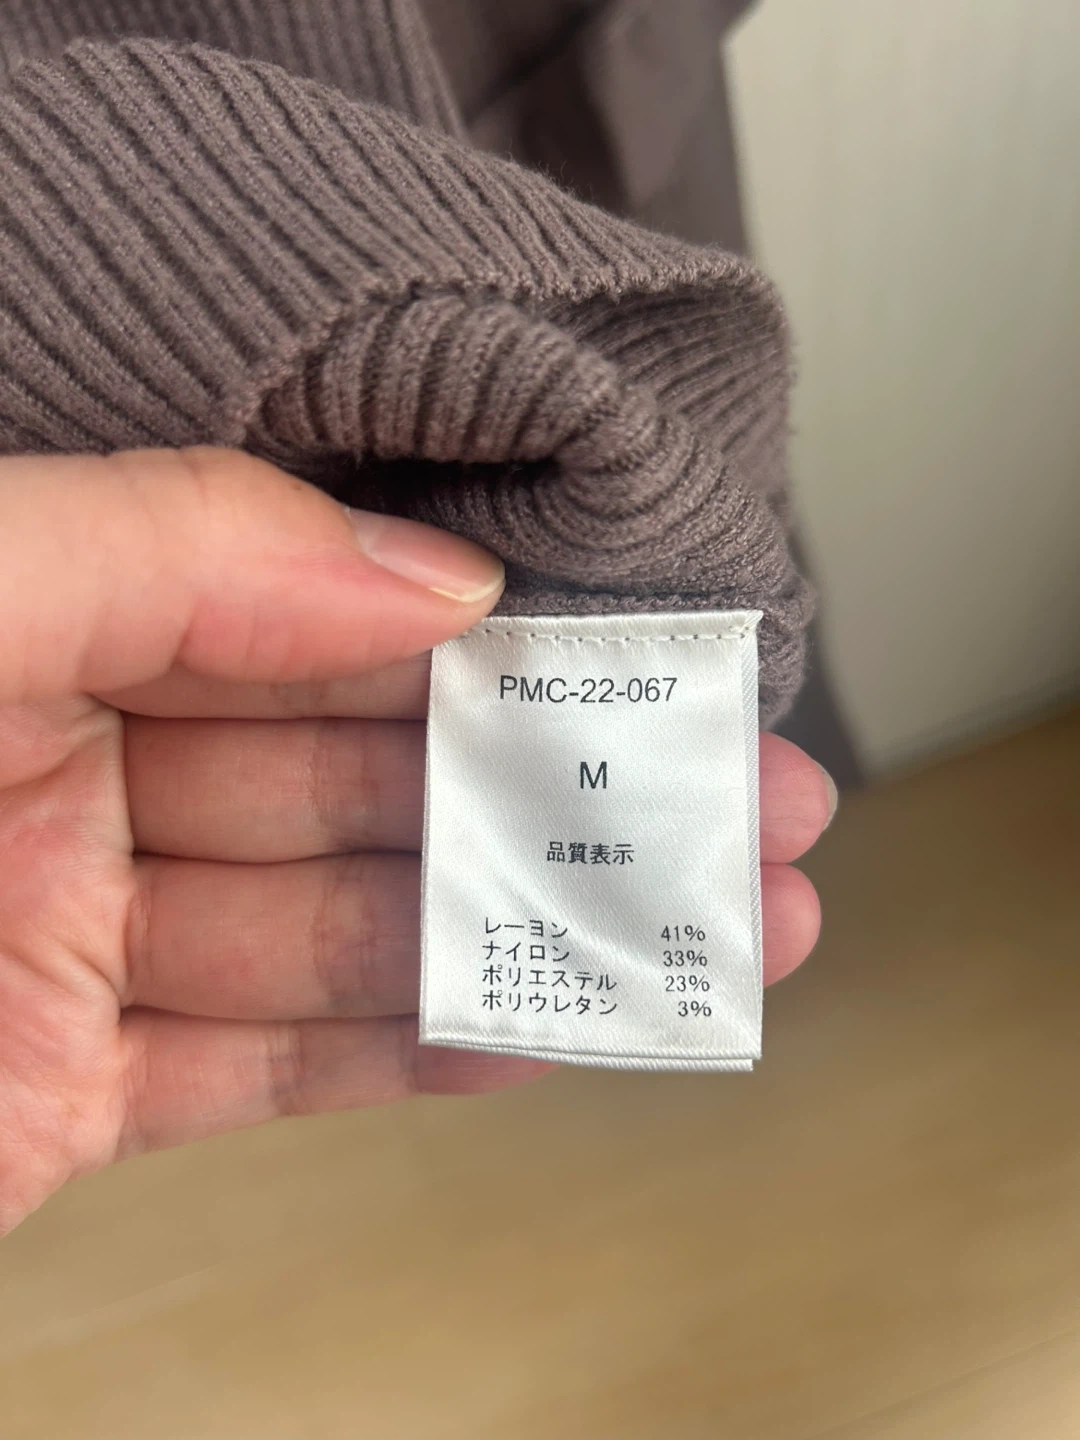 PMC-22-067
M
品質表示
レーヨン 41%
ナイロン 33%
ポリエステル 23%
ポリウレタン 3%